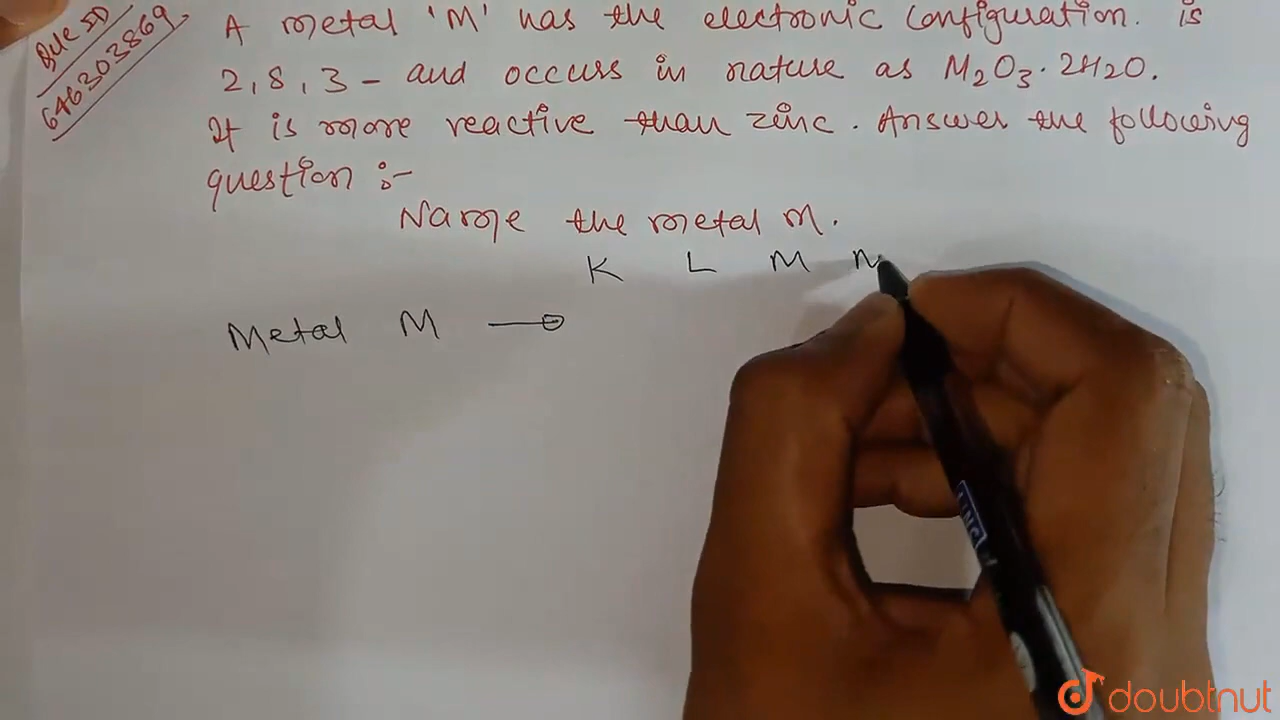 QUE ID
646303869
A metal 'M' has the electronic configuration. is
2, 8, 3 - and occurs in nature as M2O3. 2H2O.
It is more reactive than zinc. Answer the following
question :-
Name the metal M.
K L M N
Metal M
doubtnut